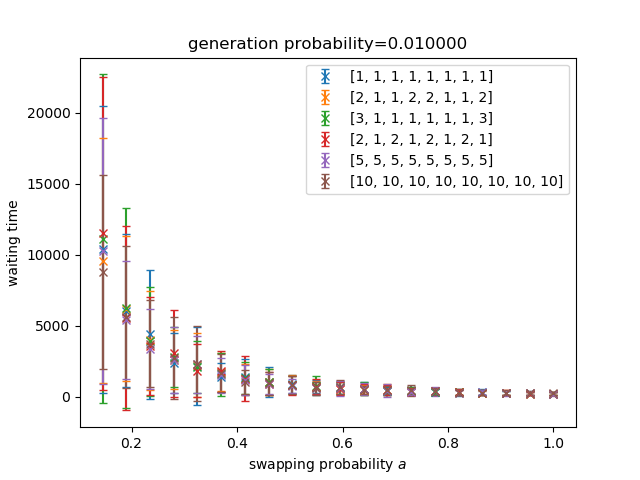 generation probability=0.010000
[1, 1, 1, 1, 1, 1, 1, 1]
[2, 1, 1, 2, 2, 1, 1, 2]
[3, 1, 1, 1, 1, 1, 1, 3]
[2, 1, 2, 1, 2, 1, 2, 1]
[5, 5, 5, 5, 5, 5, 5, 5]
[10, 10, 10, 10, 10, 10, 10, 10]
waiting time
20000
15000
10000
5000
0
0.2 0.4 0.6 0.8 1.0
swapping probability a